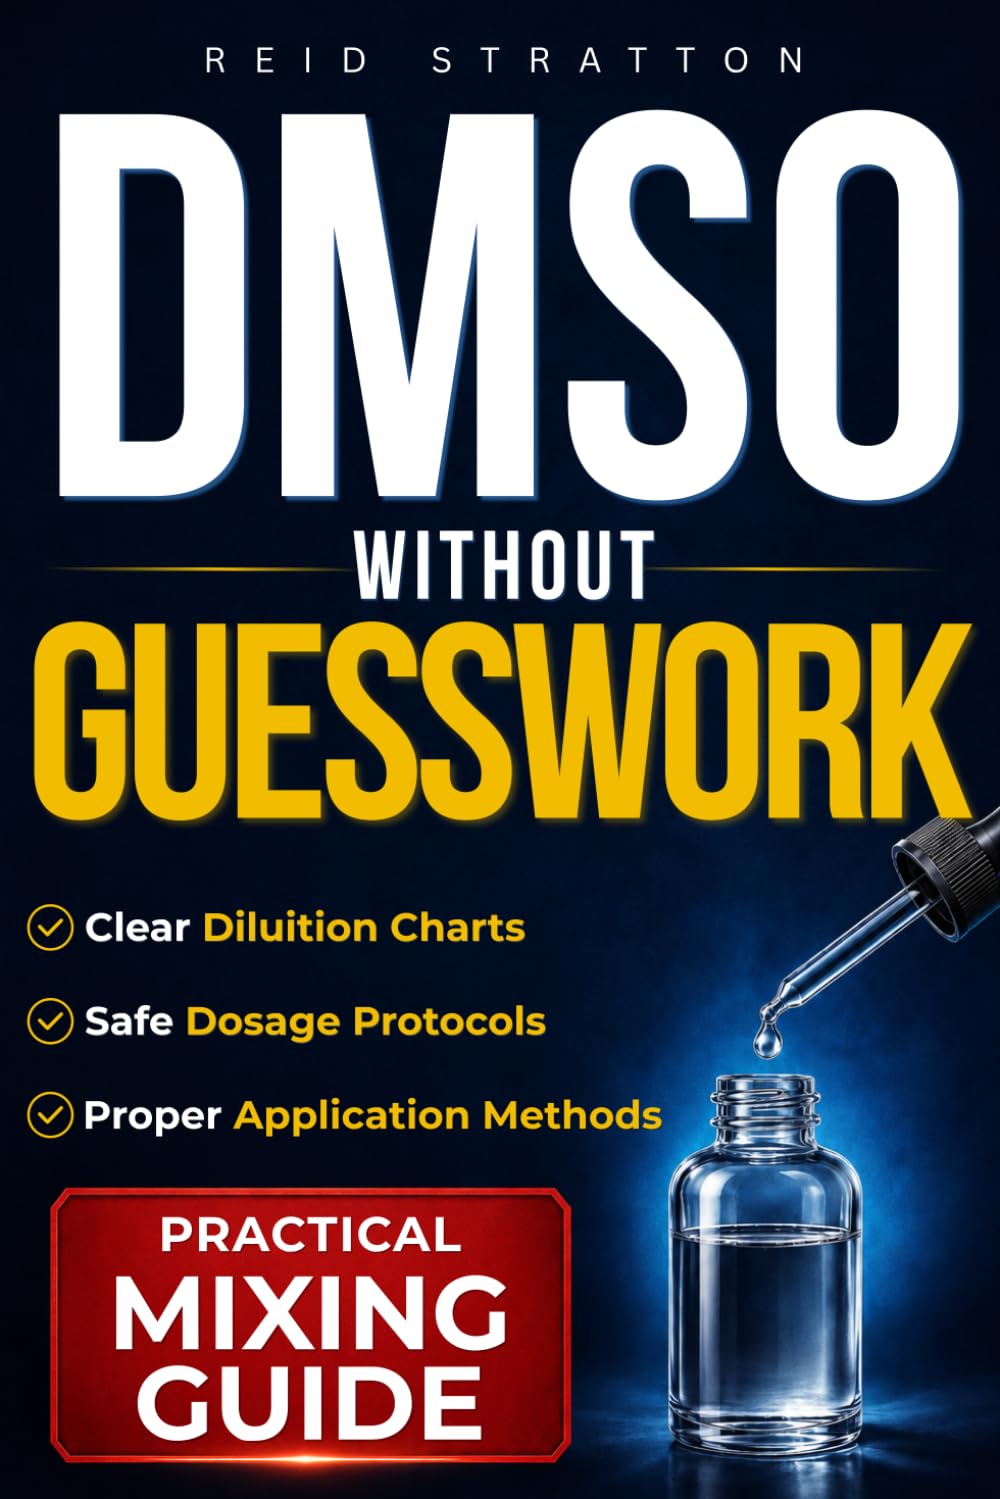 REID STRATTON
DMSO
WITHOUT
GUESSWORK
Clear Diluition Charts
Safe Dosage Protocols
Proper Application Methods
PRACTICAL
MIXING
GUIDE